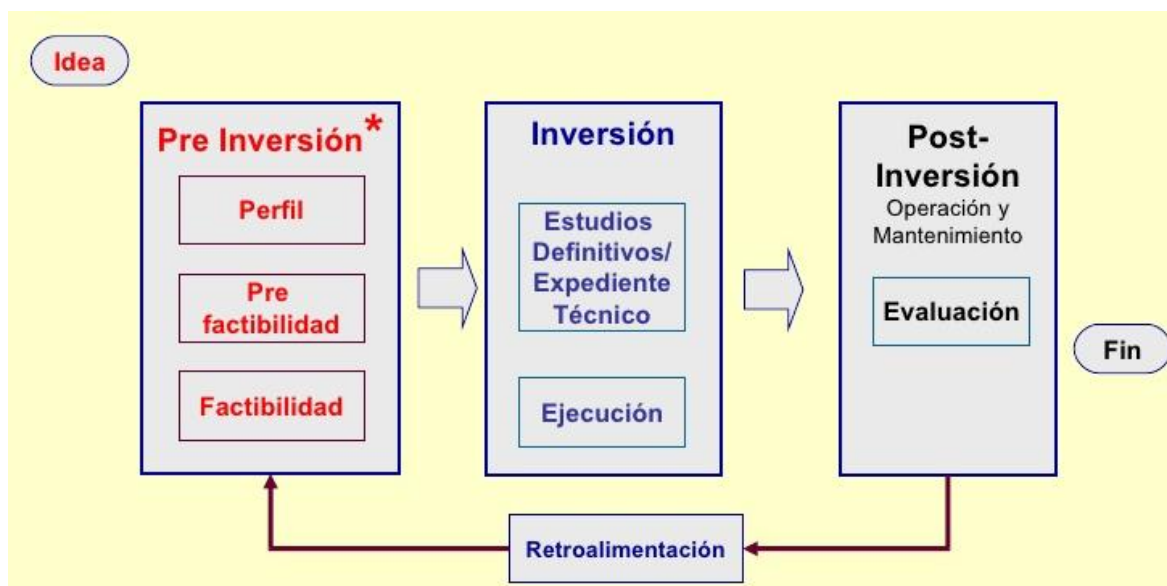 Idea
Pre Inversión*
Perfil
Pre
factibilidad
Factibilidad
Inversión
Estudios
Definitivos/
Expediente
Técnico
Ejecución
Post-
Inversión
Operación y
Mantenimiento
Evaluación
Fin
Retroalimentación